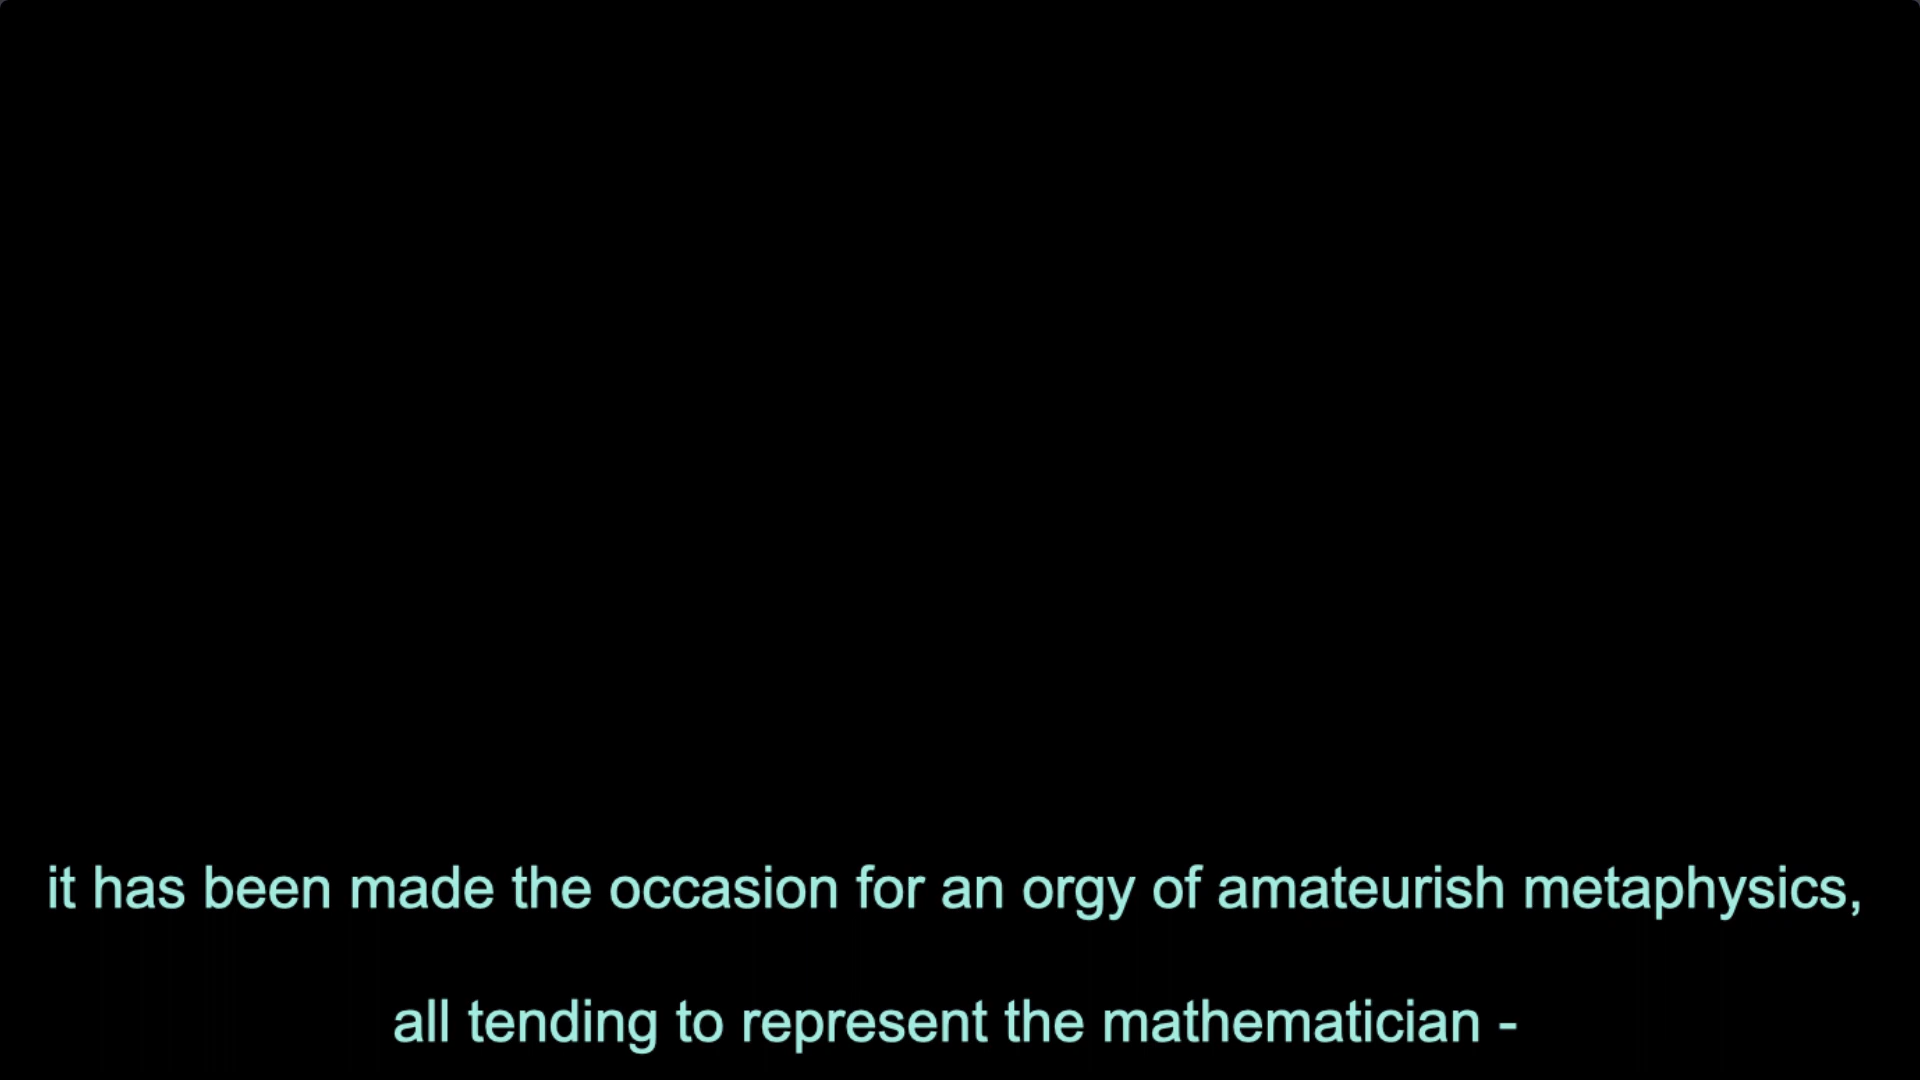 it has been made the occasion for an orgy of amateurish metaphysics,
all tending to represent the mathematician -